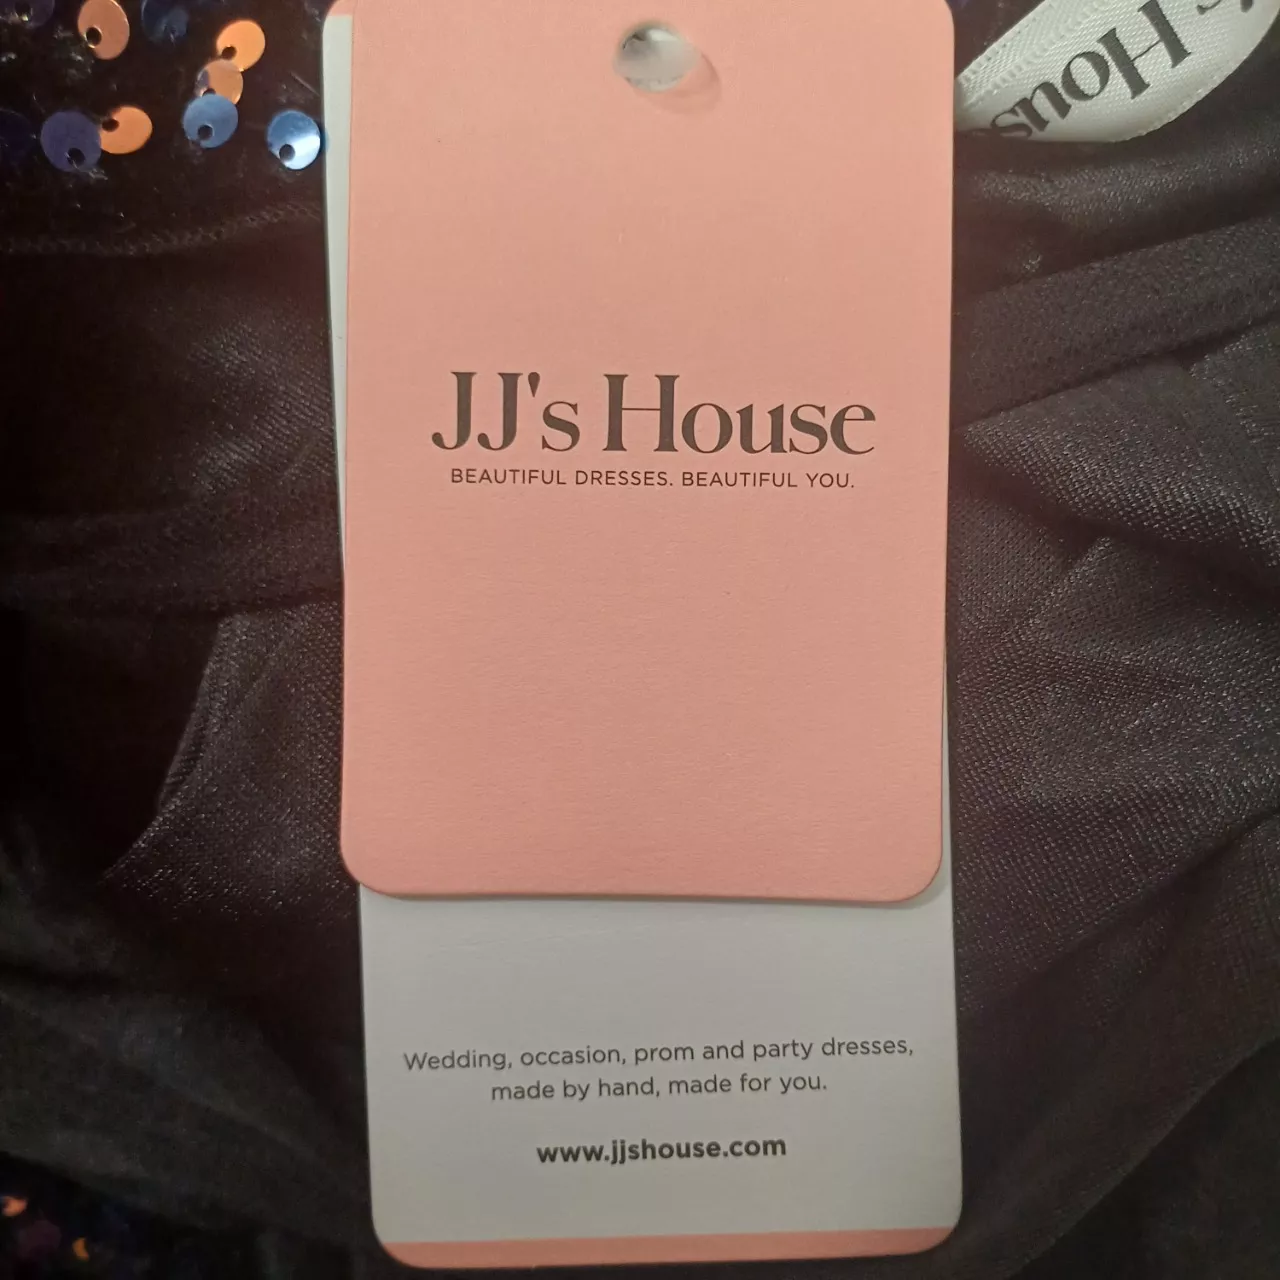 's House
JJ's House
BEAUTIFUL DRESSES. BEAUTIFUL YOU.
Wedding, occasion, prom and party dresses,
made by hand, made for you.
www.jjshouse.com